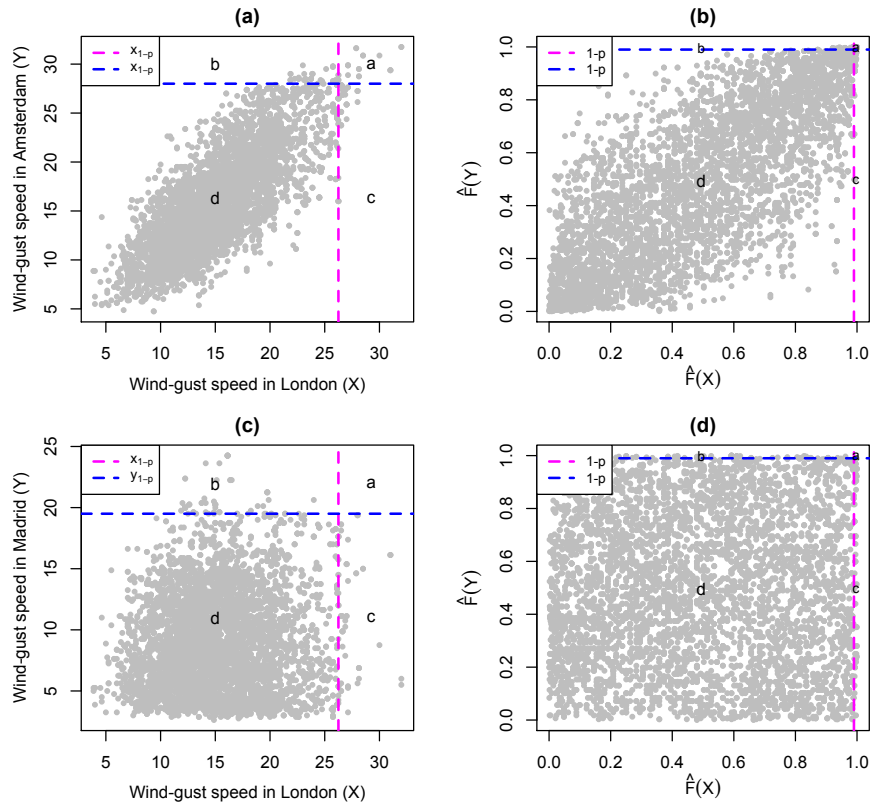 (a)
x1−p
x1−p
b
a
d
c
30
25
20
15
10
5
Wind-gust speed in Amsterdam (Y)
5 10 15 20 25 30
Wind-gust speed in London (X)
(b)
1-p
1-p
b
a
d
c
1.0
0.8
0.6
0.4
0.2
0.0
F̂(Y)
0.0 0.2 0.4 0.6 0.8 1.0
F̂(X)
(c)
x1−p
y1−p
b
a
d
c
25
20
15
10
5
Wind-gust speed in Madrid (Y)
5 10 15 20 25 30
Wind-gust speed in London (X)
(d)
1-p
1-p
b
a
d
c
1.0
0.8
0.6
0.4
0.2
0.0
F̂(Y)
0.0 0.2 0.4 0.6 0.8 1.0
F̂(X)